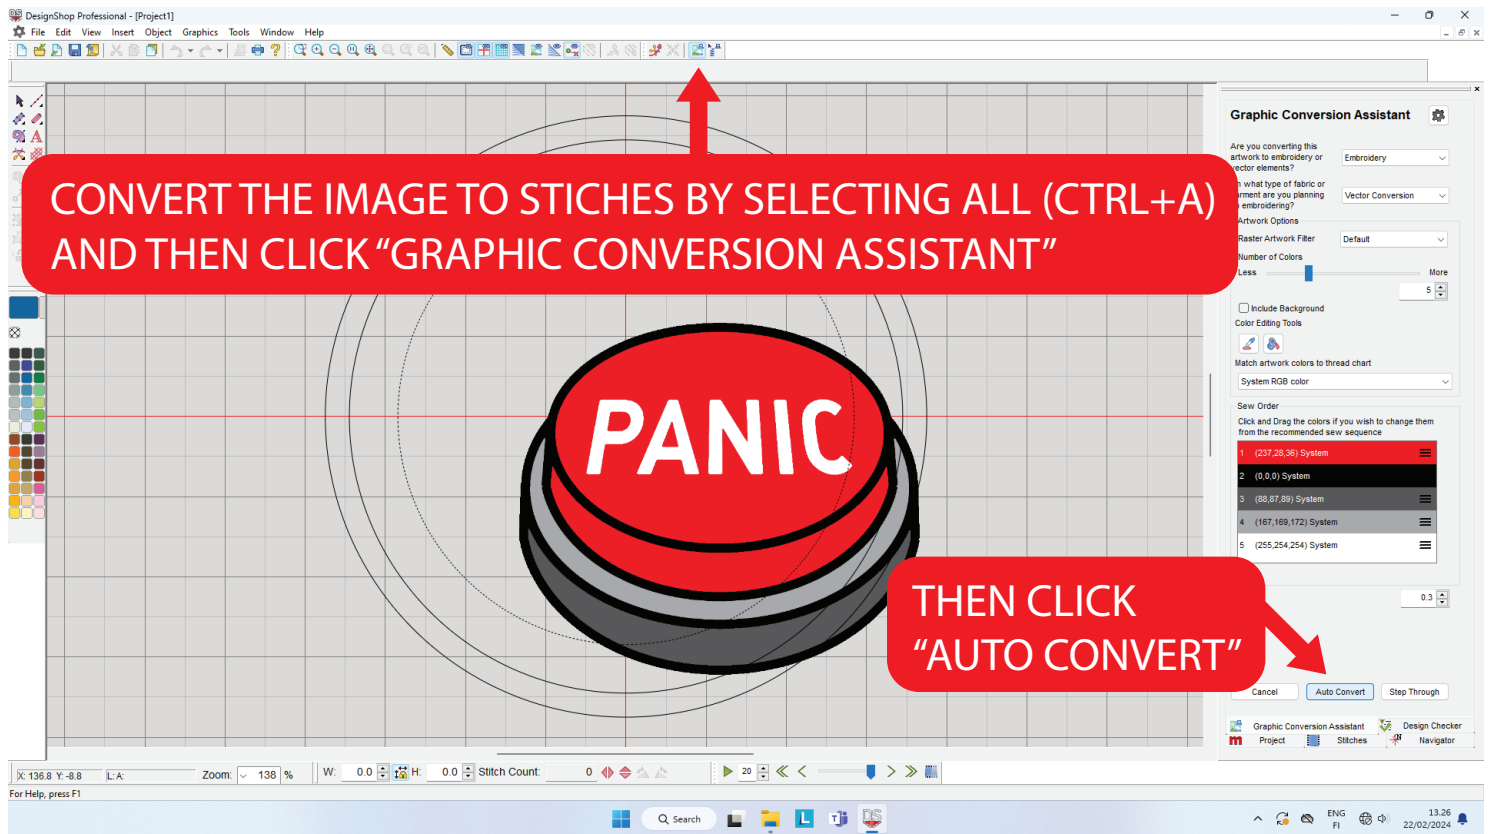 DesignShop Professional - [Project1]
File Edit View Insert Object Graphics Tools Window Help
CONVERT THE IMAGE TO STICHES BY SELECTING ALL (CTRL+A)
AND THEN CLICK “GRAPHIC CONVERSION ASSISTANT”
PANIC
THEN CLICK
“AUTO CONVERT”
Graphic Conversion Assistant
Are you converting this
artwork to embroidery or
vector elements?
Embroidery
what type of fabric or
are you planning
embroidering?
Vector Conversion
Artwork Options
Raster Artwork Filter
Default
Number of Colors
Less
More
5
Include Background
Color Editing Tools
Match artwork colors to thread chart
System RGB color
Sew Order
Click and Drag the colors if you wish to change them
from the recommended sew sequence
1 (237,28,36) System
2 (0,0,0) System
3 (88,87,89) System
4 (167,169,172) System
5 (255,254,254) System
0.3
Cancel
Auto Convert
Step Through
Graphic Conversion Assistant
Design Checker
Project
Stitches
Navigator
X: 136.8 Y: -8.8
L: A:
Zoom: 138 %
W: 0.0
H: 0.0
Stitch Count: 0
20
For Help, press F1
Search
ENG
FI
13.26
22/02/2024